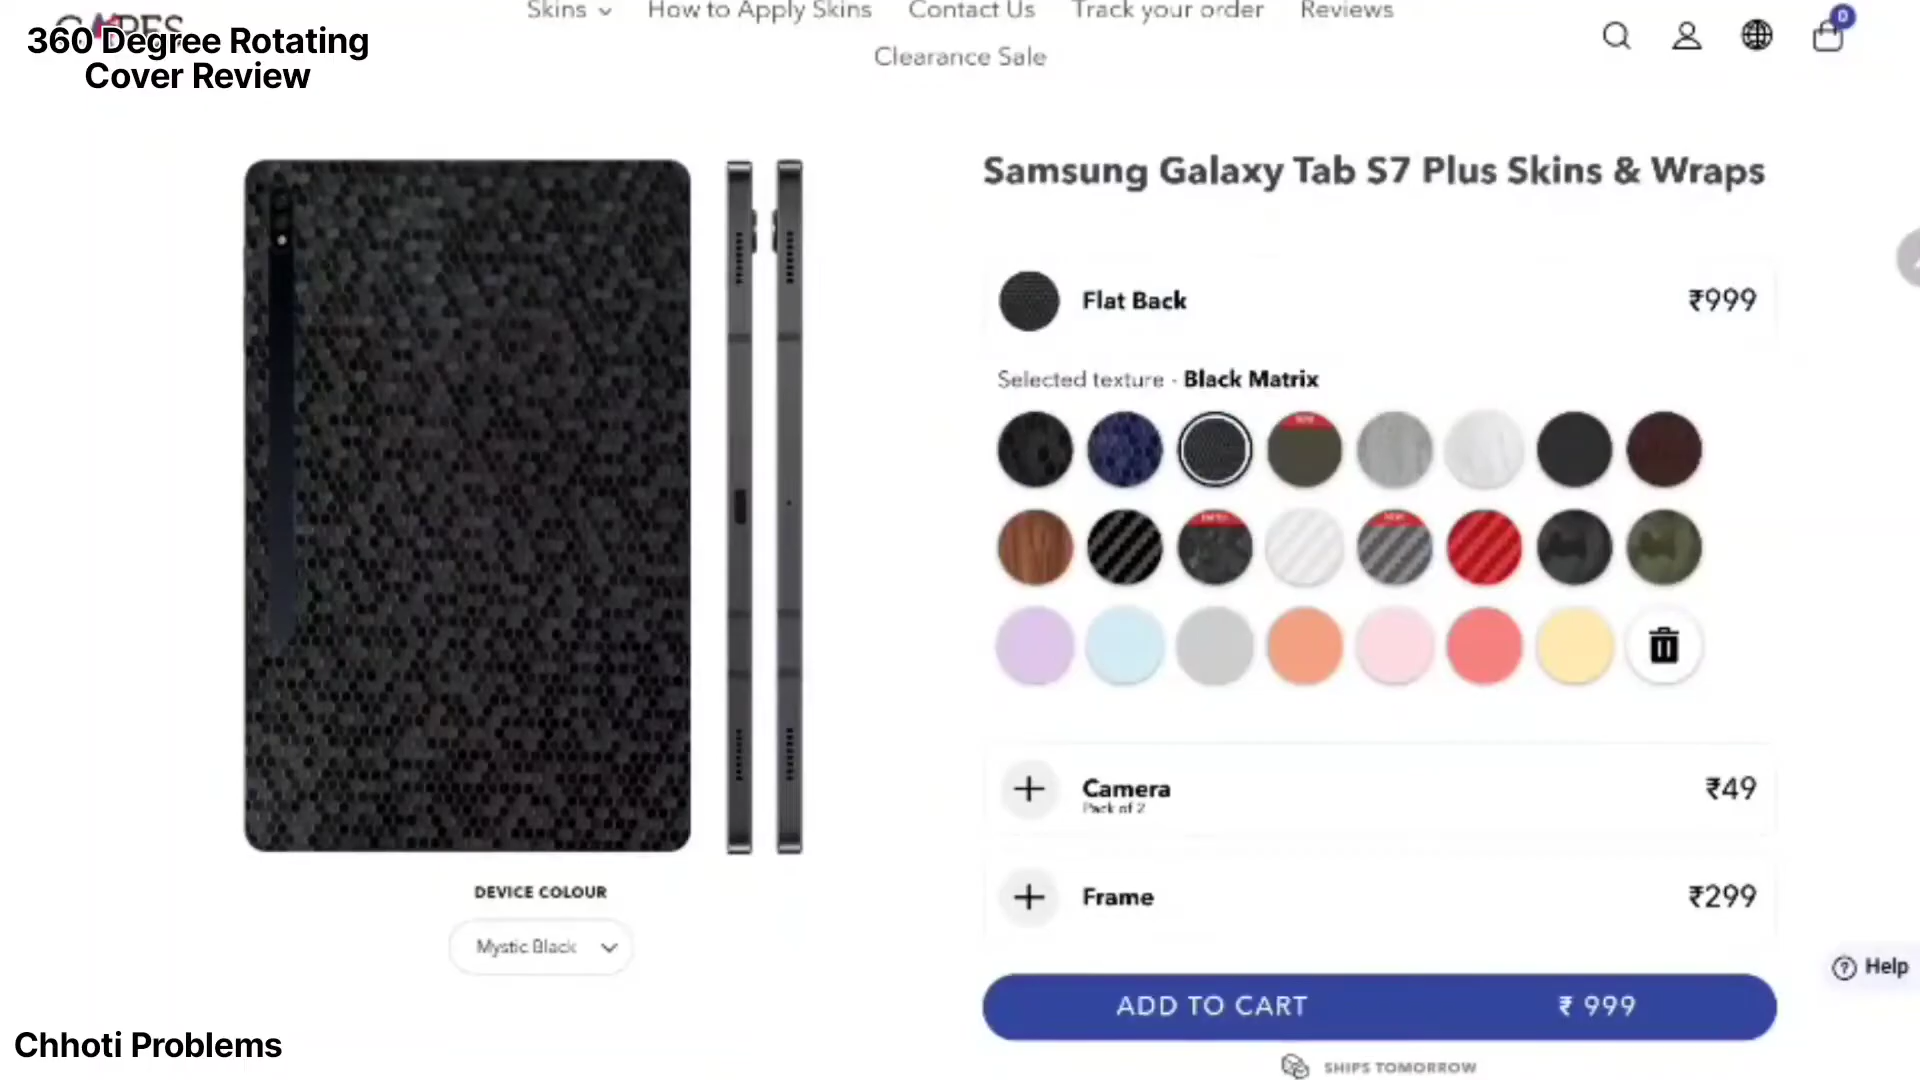 360 Degree Rotating
Cover Review
Skins
How to Apply Skins
Contact Us
Track your order
Reviews
Clearance Sale
0
Samsung Galaxy Tab S7 Plus Skins & Wraps
Flat Back
₹999
Selected texture - Black Matrix
Camera
₹49
Pack of 2
Frame
₹299
DEVICE COLOUR
Mystic Black
Help
ADD TO CART
₹ 999
SHIPS TOMORROW
Chhoti Problems